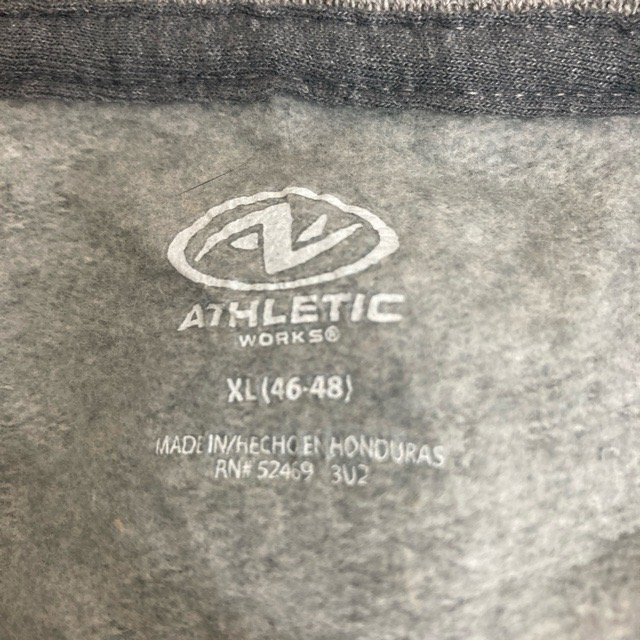 ATHLETIC
WORKS®
XL (46-48)
MADE IN/HECHO EN HONDURAS
RN# 52469 3U2